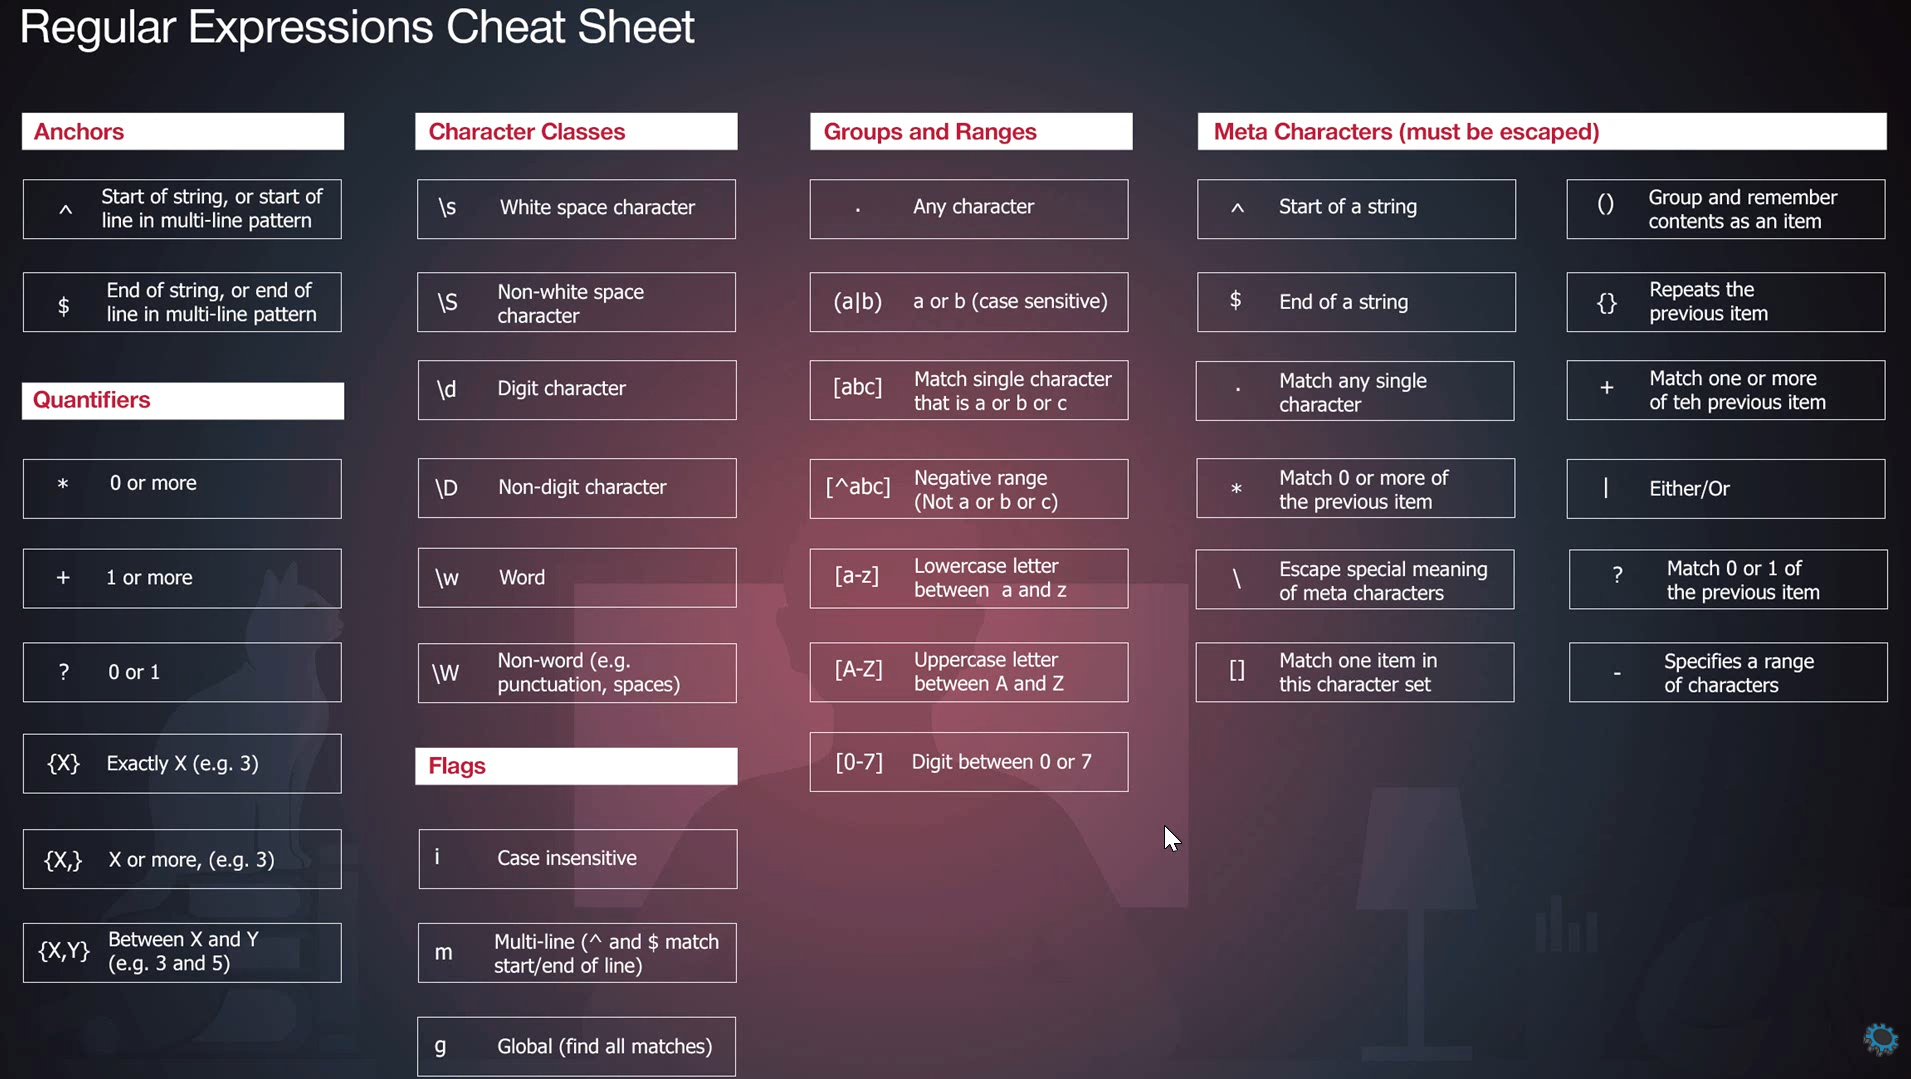 Regular Expressions Cheat Sheet
Anchors
^ Start of string, or start of
line in multi-line pattern
$ End of string, or end of
line in multi-line pattern
Quantifiers
* 0 or more
+ 1 or more
? 0 or 1
{X} Exactly X (e.g. 3)
{X,} X or more, (e.g. 3)
{X,Y} Between X and Y
(e.g. 3 and 5)
Character Classes
\s White space character
\S Non-white space
character
\d Digit character
\D Non-digit character
\w Word
\W Non-word (e.g.
punctuation, spaces)
Flags
i Case insensitive
m Multi-line (^ and $ match
start/end of line)
g Global (find all matches)
Groups and Ranges
. Any character
(a|b) a or b (case sensitive)
[abc] Match single character
that is a or b or c
[^abc] Negative range
(Not a or b or c)
[a-z] Lowercase letter
between a and z
[A-Z] Uppercase letter
between A and Z
[0-7] Digit between 0 or 7
Meta Characters (must be escaped)
^ Start of a string
$ End of a string
. Match any single
character
* Match 0 or more of
the previous item
\ Escape special meaning
of meta characters
[] Match one item in
this character set
() Group and remember
contents as an item
{} Repeats the
previous item
+ Match one or more
of teh previous item
| Either/Or
? Match 0 or 1 of
the previous item
- Specifies a range
of characters